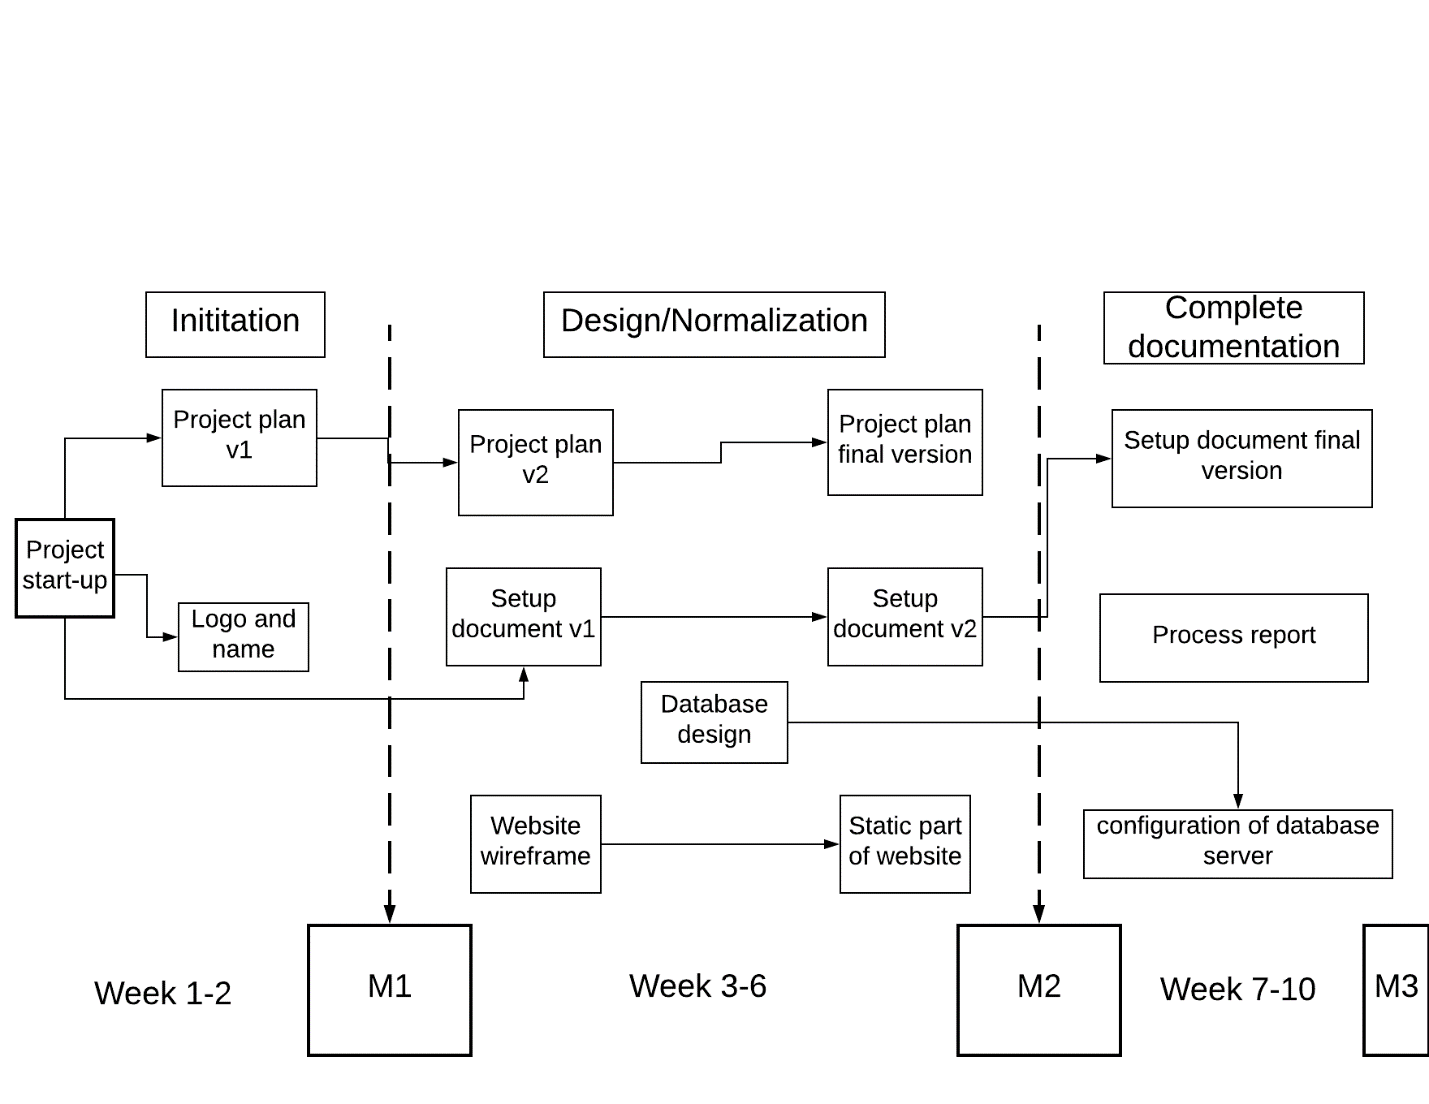 Inititation
Design/Normalization
Complete
documentation
Project plan
v1
Project plan
v2
Project plan
final version
Setup document final
version
Project
start-up
Logo and
name
Setup
document v1
Setup
document v2
Process report
Database
design
Website
wireframe
Static part
of website
configuration of database
server
Week 1-2
M1
Week 3-6
M2
Week 7-10
M3